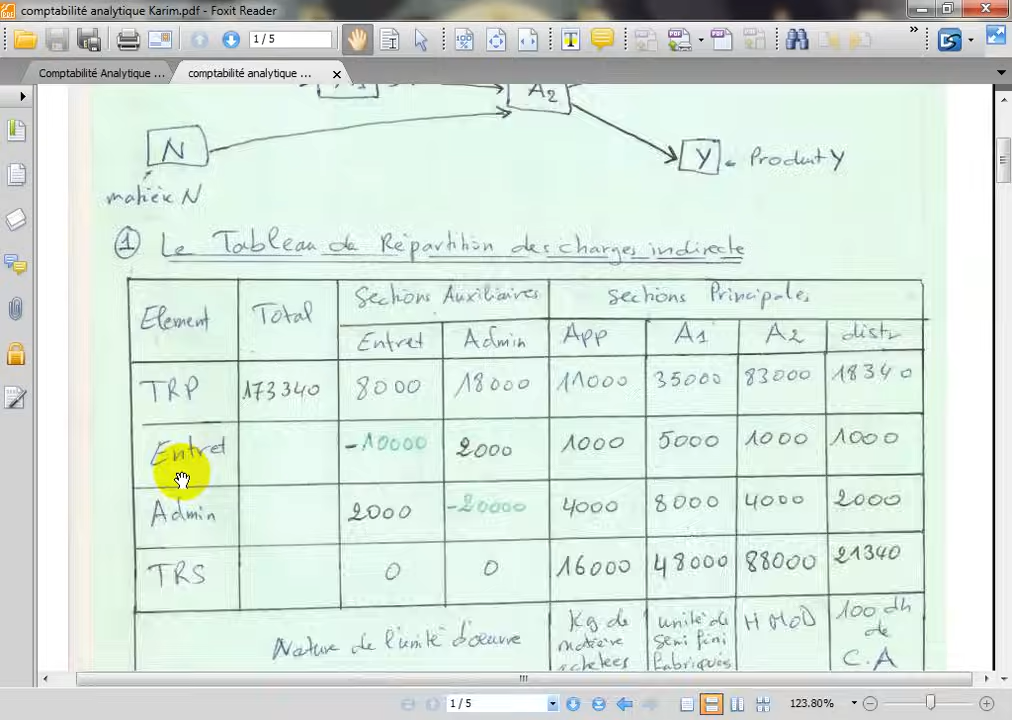 comptabilité analytique Karim.pdf - Foxit Reader
1/5
Comptabilité Analytique ...
comptabilité analytique ...
A2
N
Y
Produit Y
matière N
① Le Tableau de Répartition des charges indirecte
Element Total Sections Auxiliaires Sections Principales
Entret Admin App A1 A2 distr
TRP 173340 8000 18000 11000 35000 83000 18340
Entret -10000 2000 1000 5000 1000 1000
Admin 2000 -20000 4000 8000 4000 2000
TRS 0 0 16000 48000 88000 21340
Nature de l'unité d'œuvre
Kg de
matière
achetées
unité de
semi fini
fabriqués
H MOD
100 dh
de
C.A
1/5
123.80%